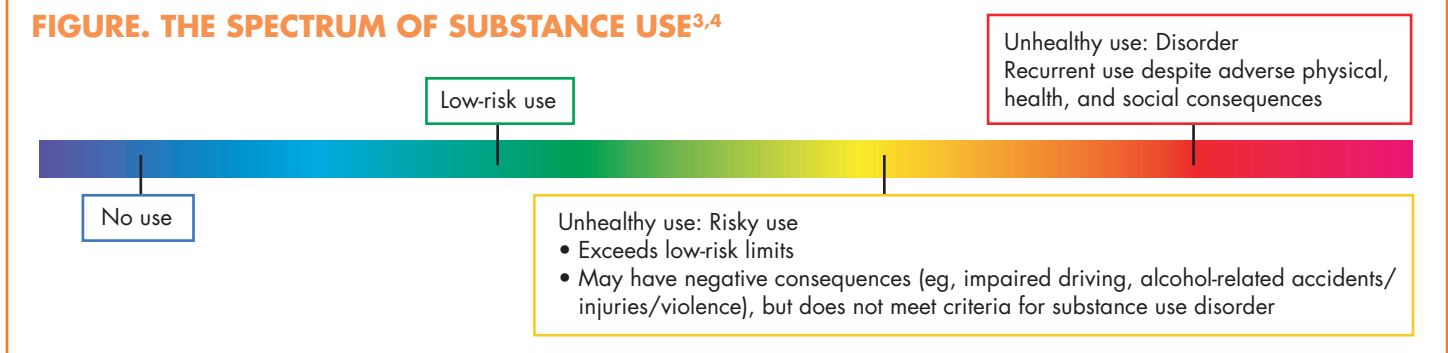 FIGURE. THE SPECTRUM OF SUBSTANCE USE3,4
Unhealthy use: Disorder
Recurrent use despite adverse physical,
health, and social consequences
Low-risk use
No use
Unhealthy use: Risky use
• Exceeds low-risk limits
• May have negative consequences (eg, impaired driving, alcohol-related accidents/
injuries/violence), but does not meet criteria for substance use disorder